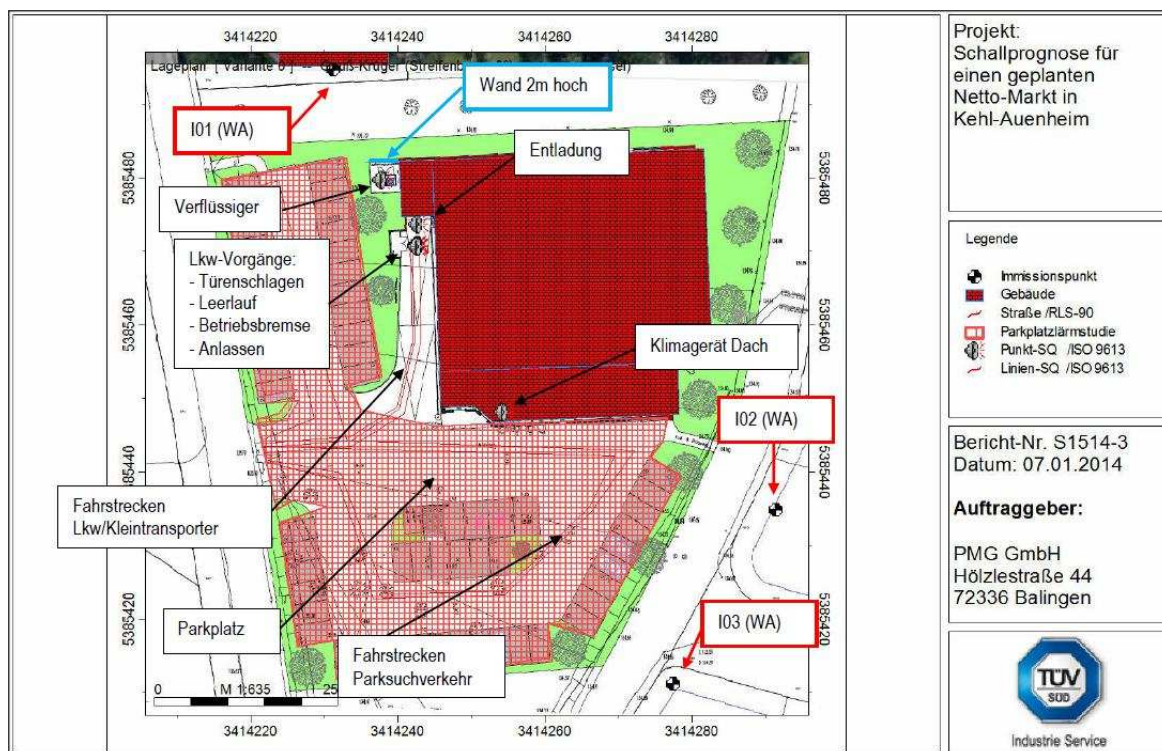 3414220
3414240
3414260
3414280
Lageplan [ Variante
Wand 2m hoch
I01 (WA)
Entladung
5385480
5385480
Verflüssiger
Lkw-Vorgänge:
- Türenschlagen
- Leerlauf
- Betriebsbremse
- Anlassen
5385460
5385460
Klimagerät Dach
I02 (WA)
5385440
5385440
Fahrstrecken
Lkw/Kleintransporter
5385420
5385420
Parkplatz
I03 (WA)
Fahrstrecken
Parksuchverkehr
0
M 1:635
25
3414220
3414240
3414260
3414280
Projekt:
Schallprognose für
einen geplanten
Netto-Markt in
Kehl-Auenheim
Legende
Immissionspunkt
Gebäude
Straße /RLS-90
Parkplatzlärmstudie
Punkt-SQ /ISO 9613
Linien-SQ /ISO 9613
Bericht-Nr. S1514-3
Datum: 07.01.2014
Auftraggeber:
PMG GmbH
Hölzlestraße 44
72336 Balingen
TÜV
SÜD
Industrie Service